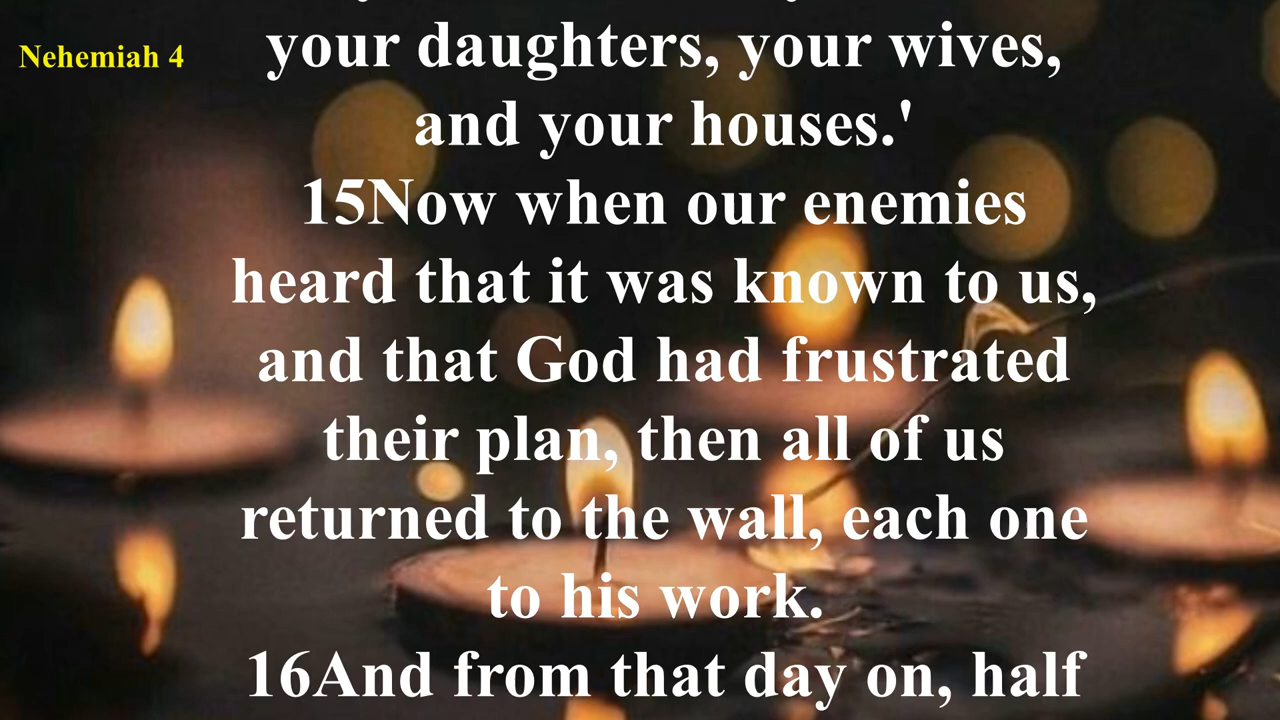 Nehemiah 4
your daughters, your wives,
and your houses.'
15Now when our enemies
heard that it was known to us,
and that God had frustrated
their plan, then all of us
returned to the wall, each one
to his work.
16And from that day on, half